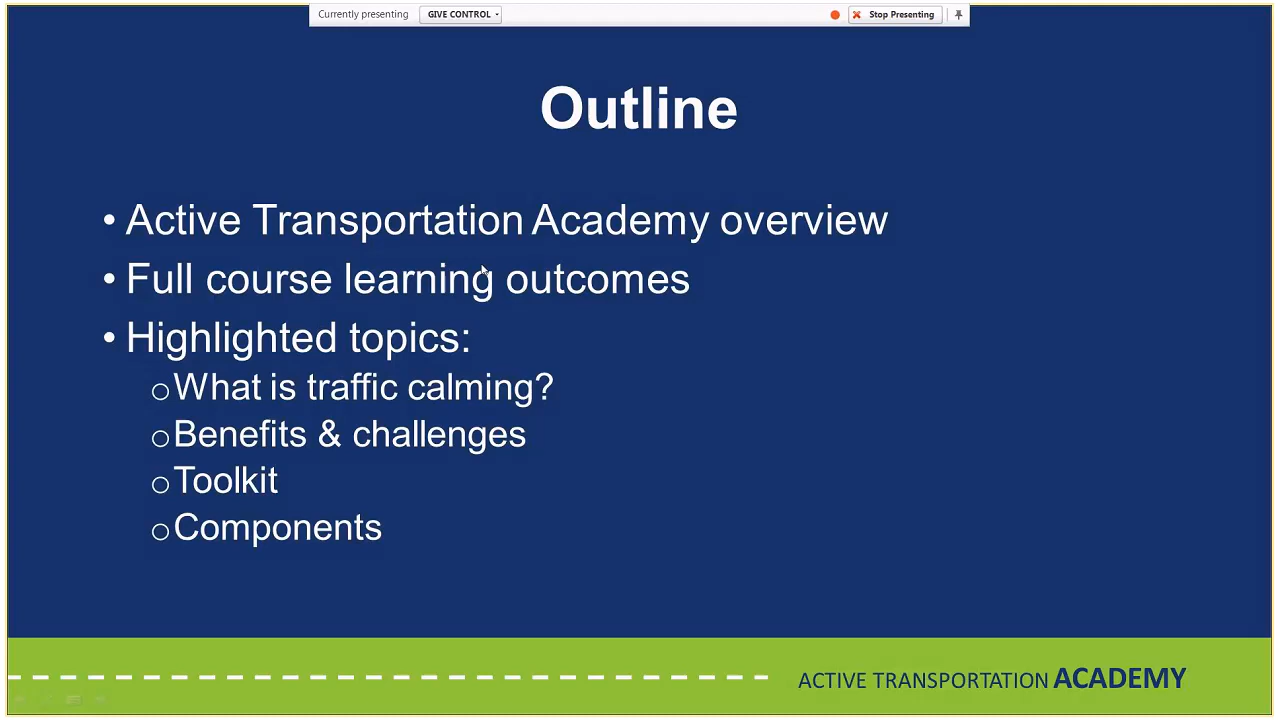 Currently presenting GIVE CONTROL Stop Presenting
Outline
• Active Transportation Academy overview
• Full course learning outcomes
• Highlighted topics:
o What is traffic calming?
o Benefits & challenges
o Toolkit
o Components
ACTIVE TRANSPORTATION ACADEMY